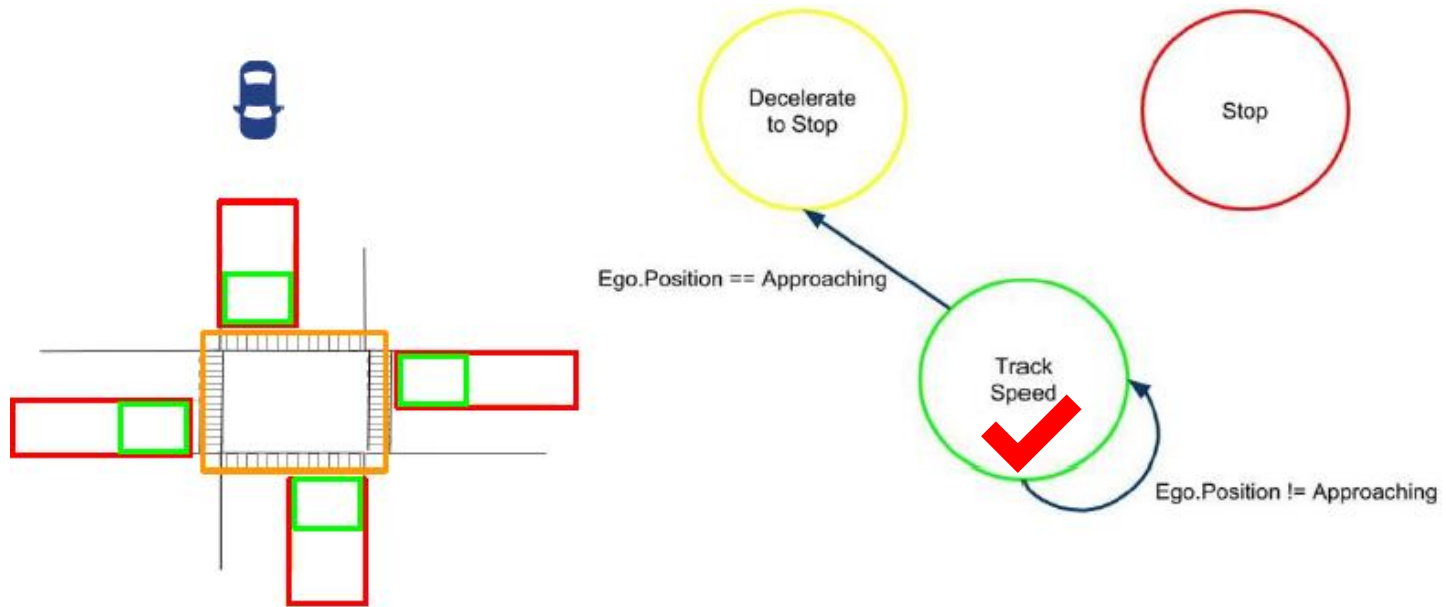 Decelerate
to Stop
Stop
Ego.Position == Approaching
Track
Speed
Ego.Position != Approaching